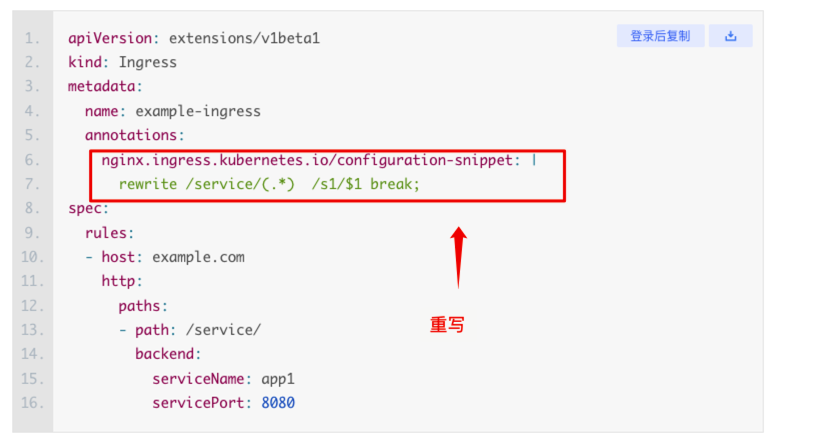 1. apiVersion: extensions/v1beta1
登录后复制
2. kind: Ingress
3. metadata:
4. name: example-ingress
5. annotations:
6. nginx.ingress.kubernetes.io/configuration-snippet: |
7. rewrite /service/(.*)  /s1/$1 break;
8. spec:
9. rules:
10. - host: example.com
11. http:
12. paths:
13. - path: /service/
重写
14. backend:
15. serviceName: app1
16. servicePort: 8080